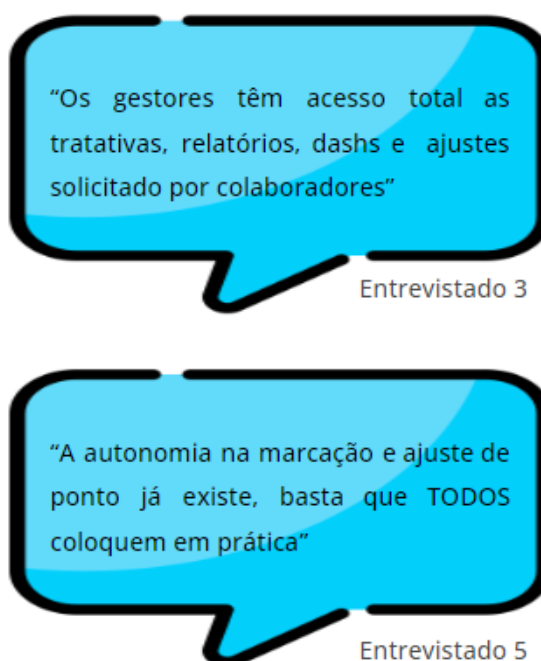 “Os gestores têm acesso total as
tratativas, relatórios, dashs e ajustes
solicitado por colaboradores”
Entrevistado 3
“A autonomia na marcação e ajuste de
ponto já existe, basta que TODOS
coloquem em prática”
Entrevistado 5